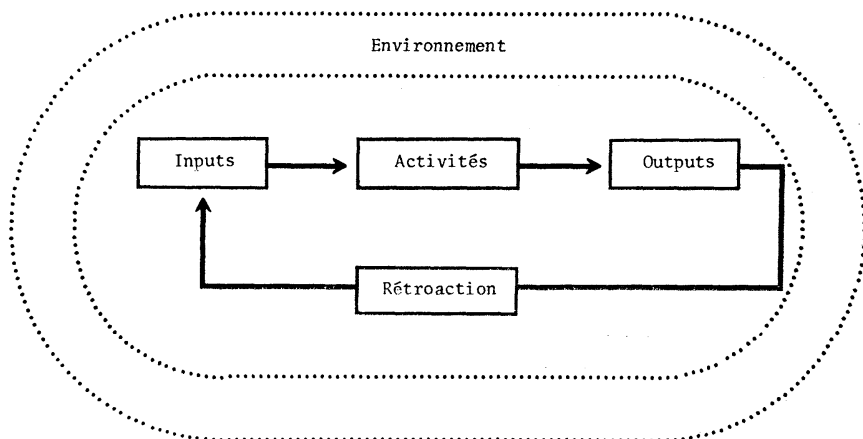 Environnement
Inputs
Activités
Outputs
Rétroaction